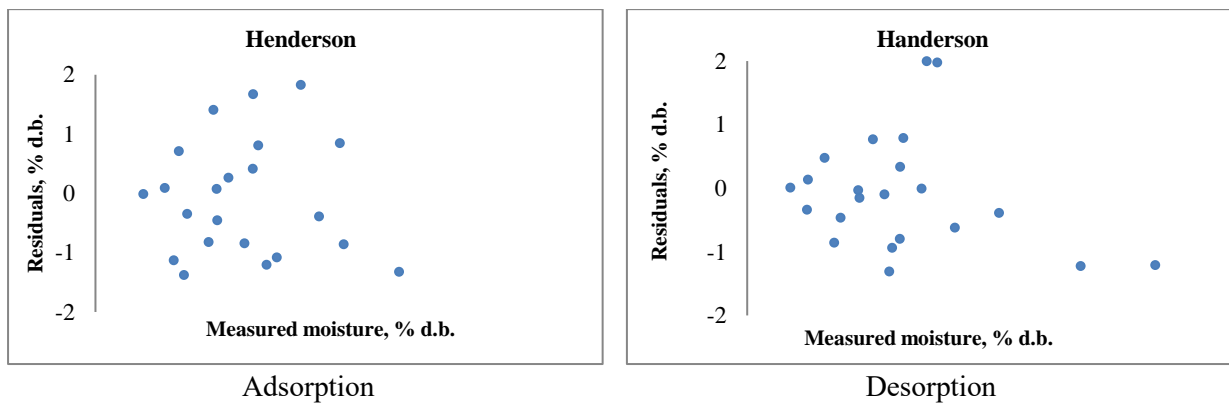 Henderson
2
1
0
-1
-2
Residuals, % d.b.
Measured moisture, % d.b.
Adsorption
Handerson
2
1
0
-1
-2
Residuals, % d.b.
Measured moisture, % d.b.
Desorption